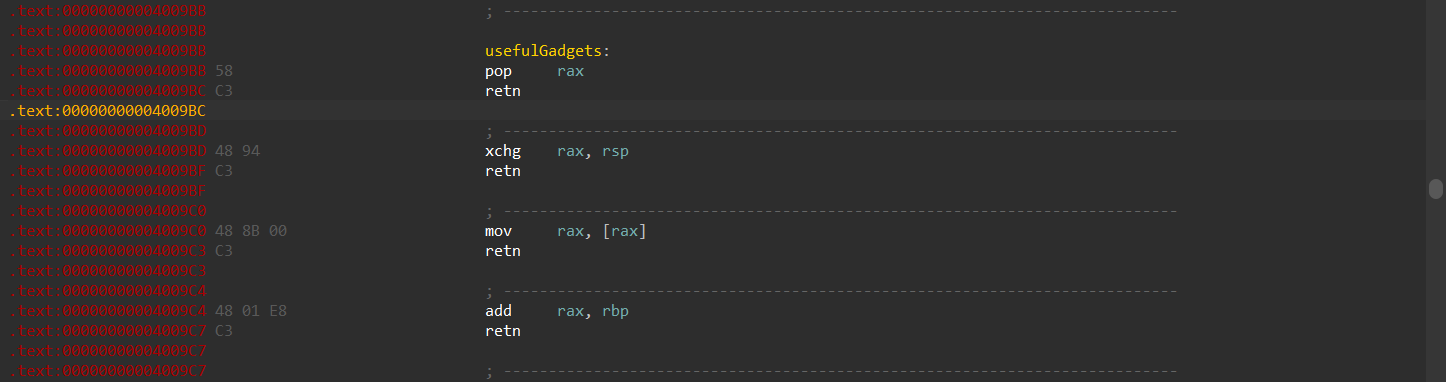 .text:00000000004009BB ; ---------------------------------------------------------------------------
.text:00000000004009BB
.text:00000000004009BB usefulGadgets:
.text:00000000004009BB 58 pop rax
.text:00000000004009BC C3 retn
.text:00000000004009BC
.text:00000000004009BD ; ---------------------------------------------------------------------------
.text:00000000004009BD 48 94 xchg rax, rsp
.text:00000000004009BF C3 retn
.text:00000000004009BF
.text:00000000004009C0 ; ---------------------------------------------------------------------------
.text:00000000004009C0 48 8B 00 mov rax, [rax]
.text:00000000004009C3 C3 retn
.text:00000000004009C3
.text:00000000004009C4 ; ---------------------------------------------------------------------------
.text:00000000004009C4 48 01 E8 add rax, rbp
.text:00000000004009C7 C3 retn
.text:00000000004009C7
.text:00000000004009C7 ; ---------------------------------------------------------------------------